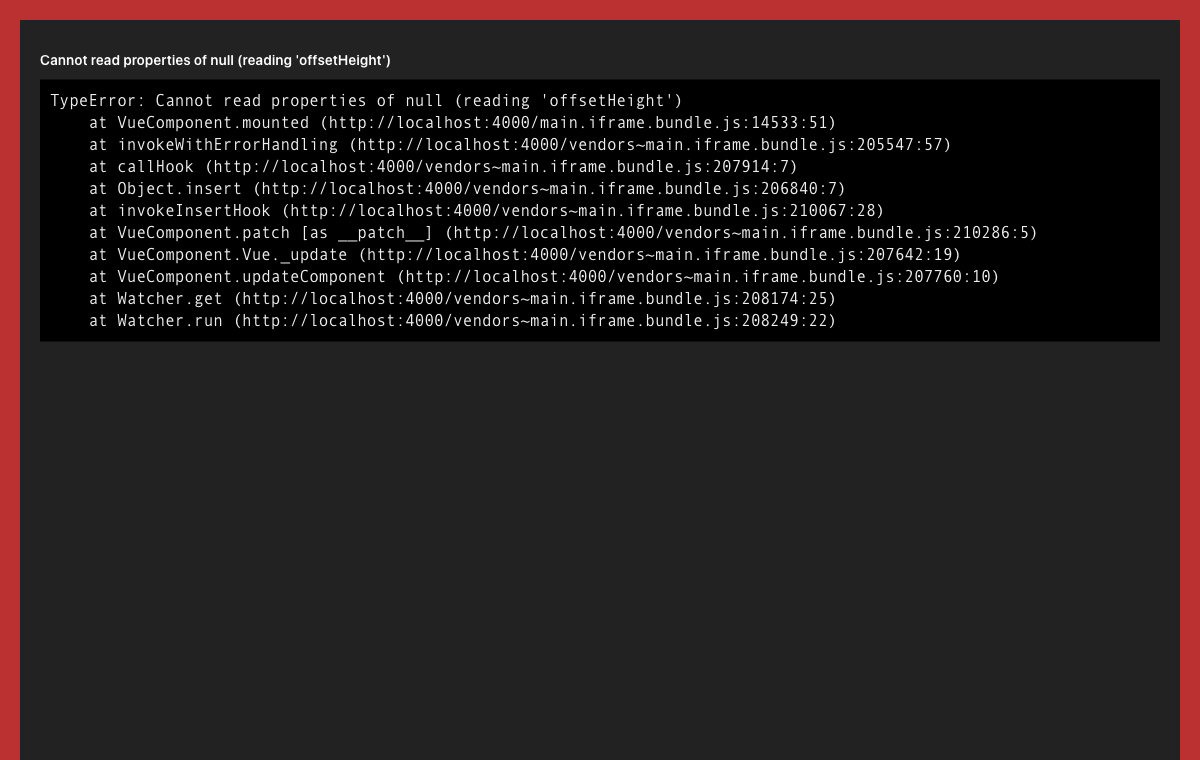 Cannot read properties of null (reading 'offsetHeight')
TypeError: Cannot read properties of null (reading 'offsetHeight')
    at VueComponent.mounted (http://localhost:4000/main.iframe.bundle.js:14533:51)
    at invokeWithErrorHandling (http://localhost:4000/vendors~main.iframe.bundle.js:205547:57)
    at callHook (http://localhost:4000/vendors~main.iframe.bundle.js:207914:7)
    at Object.insert (http://localhost:4000/vendors~main.iframe.bundle.js:206840:7)
    at invokeInsertHook (http://localhost:4000/vendors~main.iframe.bundle.js:210067:28)
    at VueComponent.patch [as __patch__] (http://localhost:4000/vendors~main.iframe.bundle.js:210286:5)
    at VueComponent.Vue._update (http://localhost:4000/vendors~main.iframe.bundle.js:207642:19)
    at VueComponent.updateComponent (http://localhost:4000/vendors~main.iframe.bundle.js:207760:10)
    at Watcher.get (http://localhost:4000/vendors~main.iframe.bundle.js:208174:25)
    at Watcher.run (http://localhost:4000/vendors~main.iframe.bundle.js:208249:22)